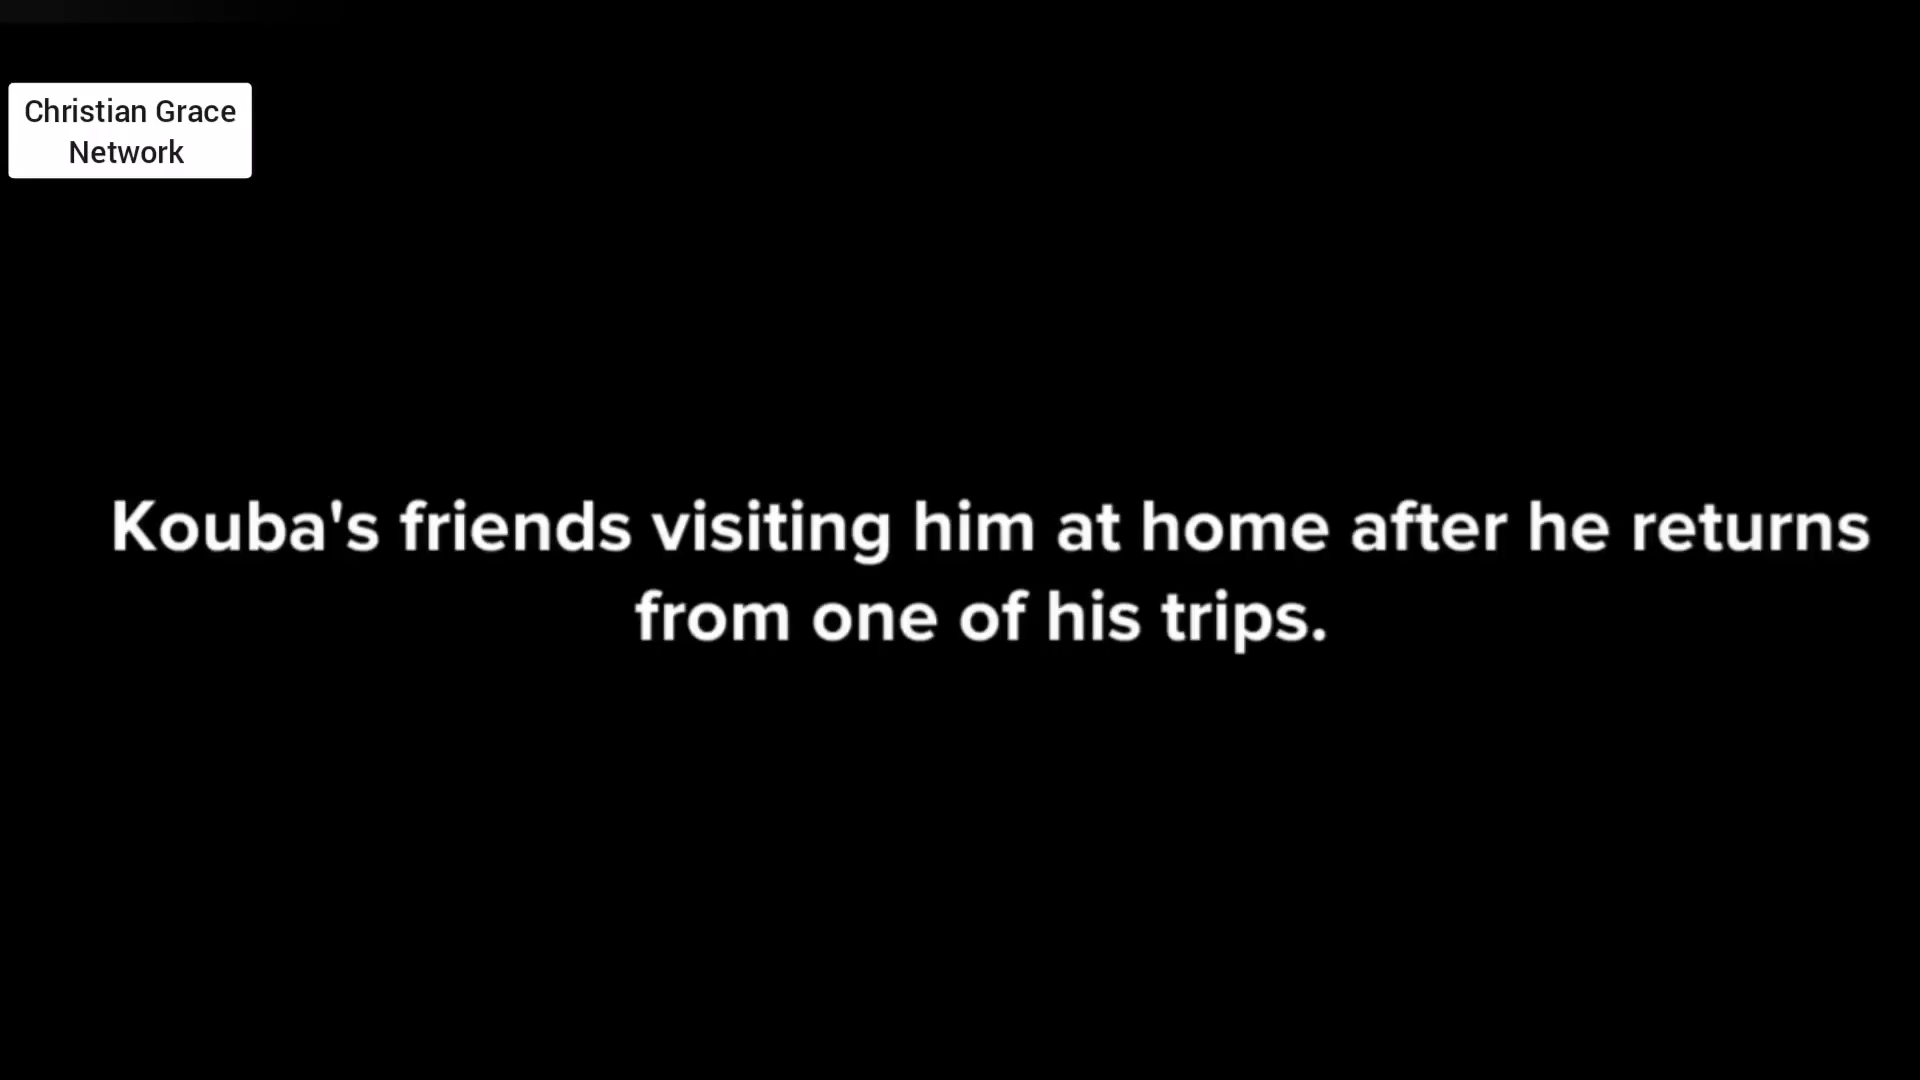 Christian Grace
Network
Kouba's friends visiting him at home after he returns
from one of his trips.